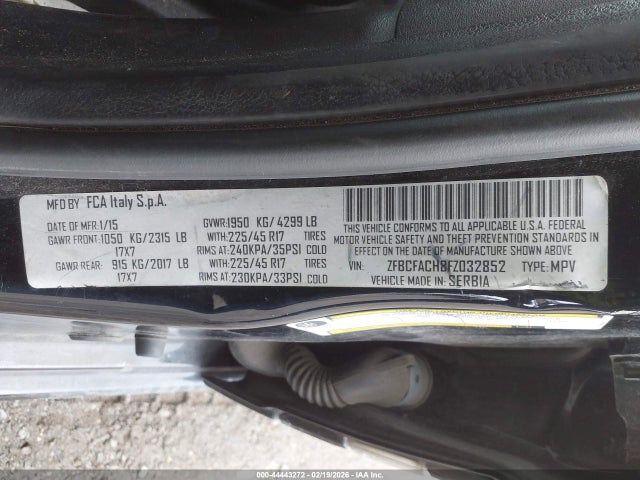 MFD BY FCA Italy S.p.A.
DATE OF MFR:1/15 GVWR:1950 KG/4299 LB
GAWR FRONT:1050 KG/2315 LB WITH:225/45 R17 TIRES
17X7 RIMS AT:240KPA/35PSI COLD
GAWR REAR: 915 KG/2017 LB WITH:225/45 R17 TIRES
17X7 RIMS AT:230KPA/33PSI COLD
THIS VEHICLE CONFORMS TO ALL APPLICABLE U.S.A. FEDERAL
MOTOR VEHICLE SAFETY, BUMPER, AND THEFT PREVENTION STANDARDS
IN EFFECT ON THE DATE OF MANUFACTURE SHOWN ABOVE
VIN: ZFBCFACH8FZ032852 TYPE: MPV
VEHICLE MADE IN: SERBIA
000-44443272 - 02/19/2026 - IAAI.COM